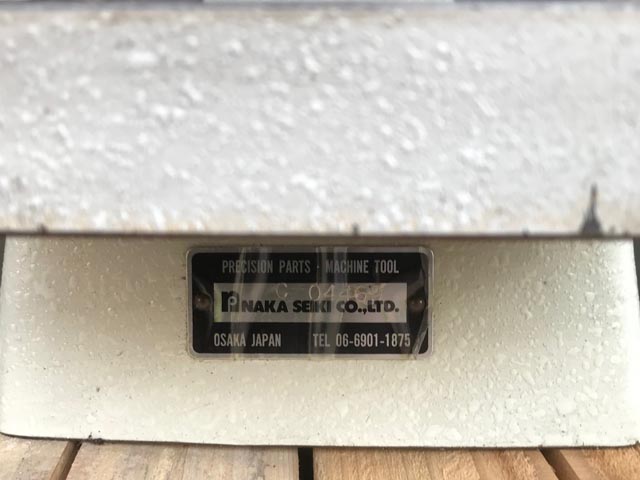 PRECISION PARTS · MACHINE TOOL
NAKA SEIKI CO.,LTD.
OSAKA JAPAN TEL 06-6901-1875